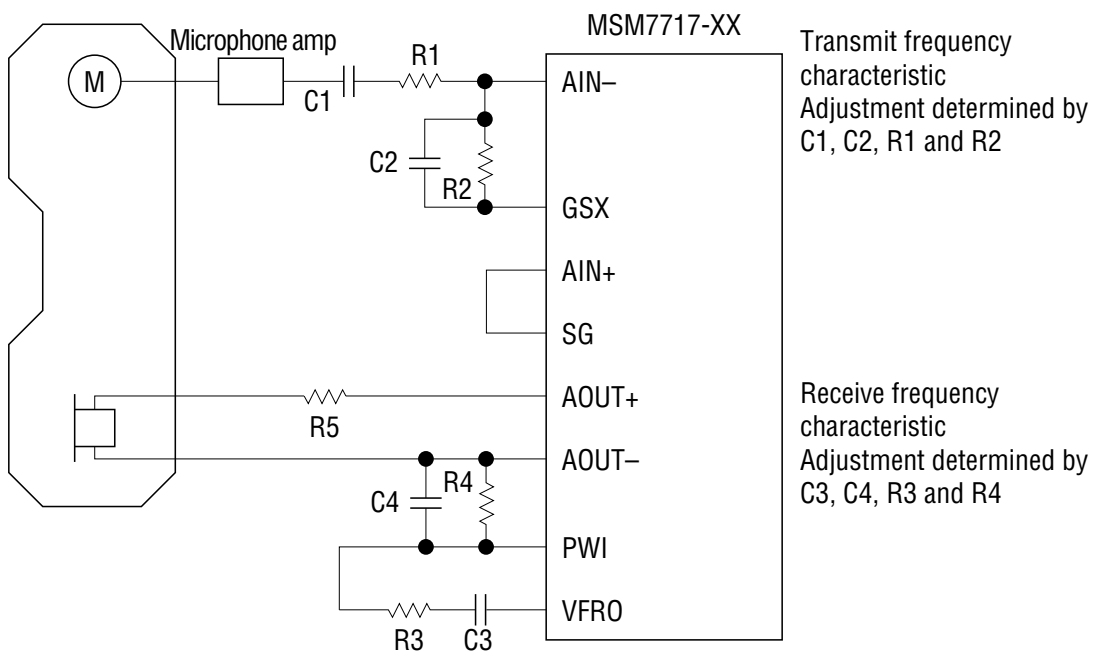 MSM7717-XX
Microphone amp
M
C1
R1
C2
R2
AIN–
GSX
AIN+
SG
AOUT+
AOUT–
PWI
VFRO
R5
C4
R4
R3
C3
Transmit frequency
characteristic
Adjustment determined by
C1, C2, R1 and R2
Receive frequency
characteristic
Adjustment determined by
C3, C4, R3 and R4